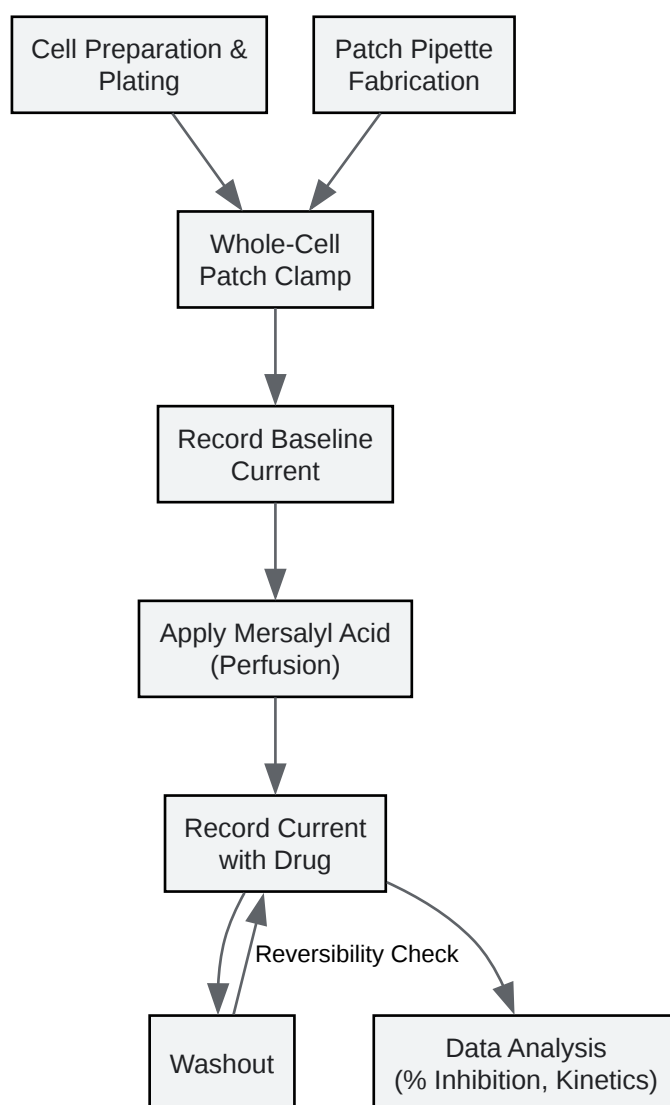 Cell Preparation &
Plating
Patch Pipette
Fabrication
Whole-Cell
Patch Clamp
Record Baseline
Current
Apply Mersalyl Acid
(Perfusion)
Record Current
with Drug
Reversibility Check
Washout
Data Analysis
(% Inhibition, Kinetics)